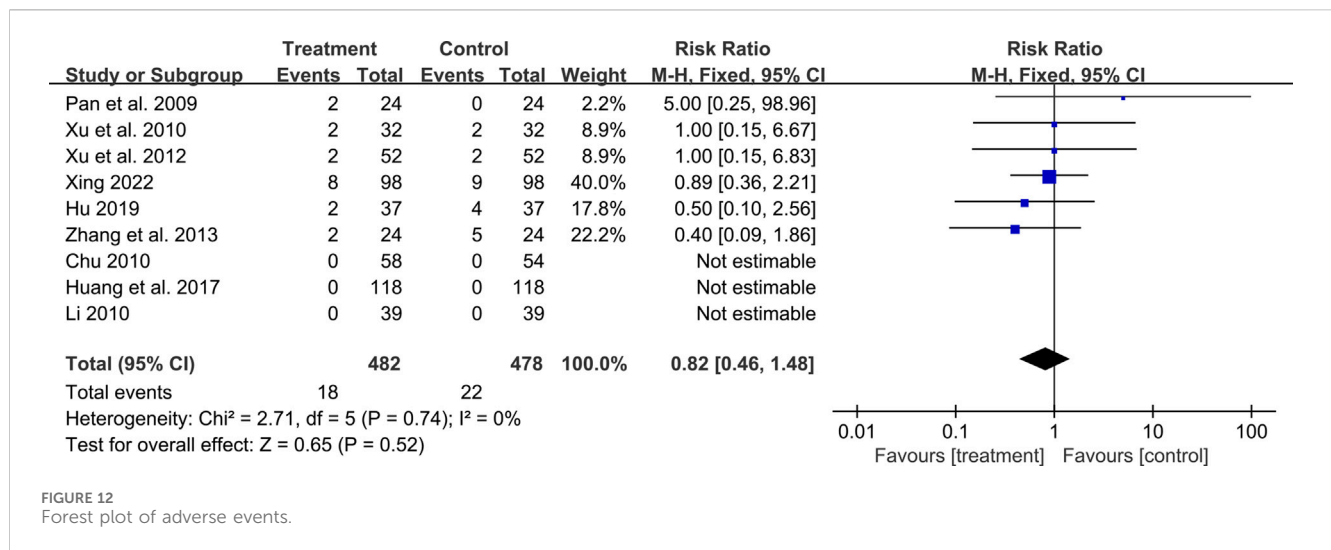 Treatment Control Risk Ratio Risk Ratio
Study or Subgroup Events Total Events Total Weight M-H, Fixed, 95% CI M-H, Fixed, 95% CI
Pan et al. 2009 2 24 0 24 2.2% 5.00 [0.25, 98.96]
Xu et al. 2010 2 32 2 32 8.9% 1.00 [0.15, 6.67]
Xu et al. 2012 2 52 2 52 8.9% 1.00 [0.15, 6.83]
Xing 2022 8 98 9 98 40.0% 0.89 [0.36, 2.21]
Hu 2019 2 37 4 37 17.8% 0.50 [0.10, 2.56]
Zhang et al. 2013 2 24 5 24 22.2% 0.40 [0.09, 1.86]
Chu 2010 0 58 0 54 Not estimable
Huang et al. 2017 0 118 0 118 Not estimable
Li 2010 0 39 0 39 Not estimable
Total (95% CI) 482 478 100.0% 0.82 [0.46, 1.48]
Total events 18 22
Heterogeneity: Chi² = 2.71, df = 5 (P = 0.74); I² = 0%
Test for overall effect: Z = 0.65 (P = 0.52)
0.01 0.1 1 10 100
Favours [treatment] Favours [control]
FIGURE 12
Forest plot of adverse events.